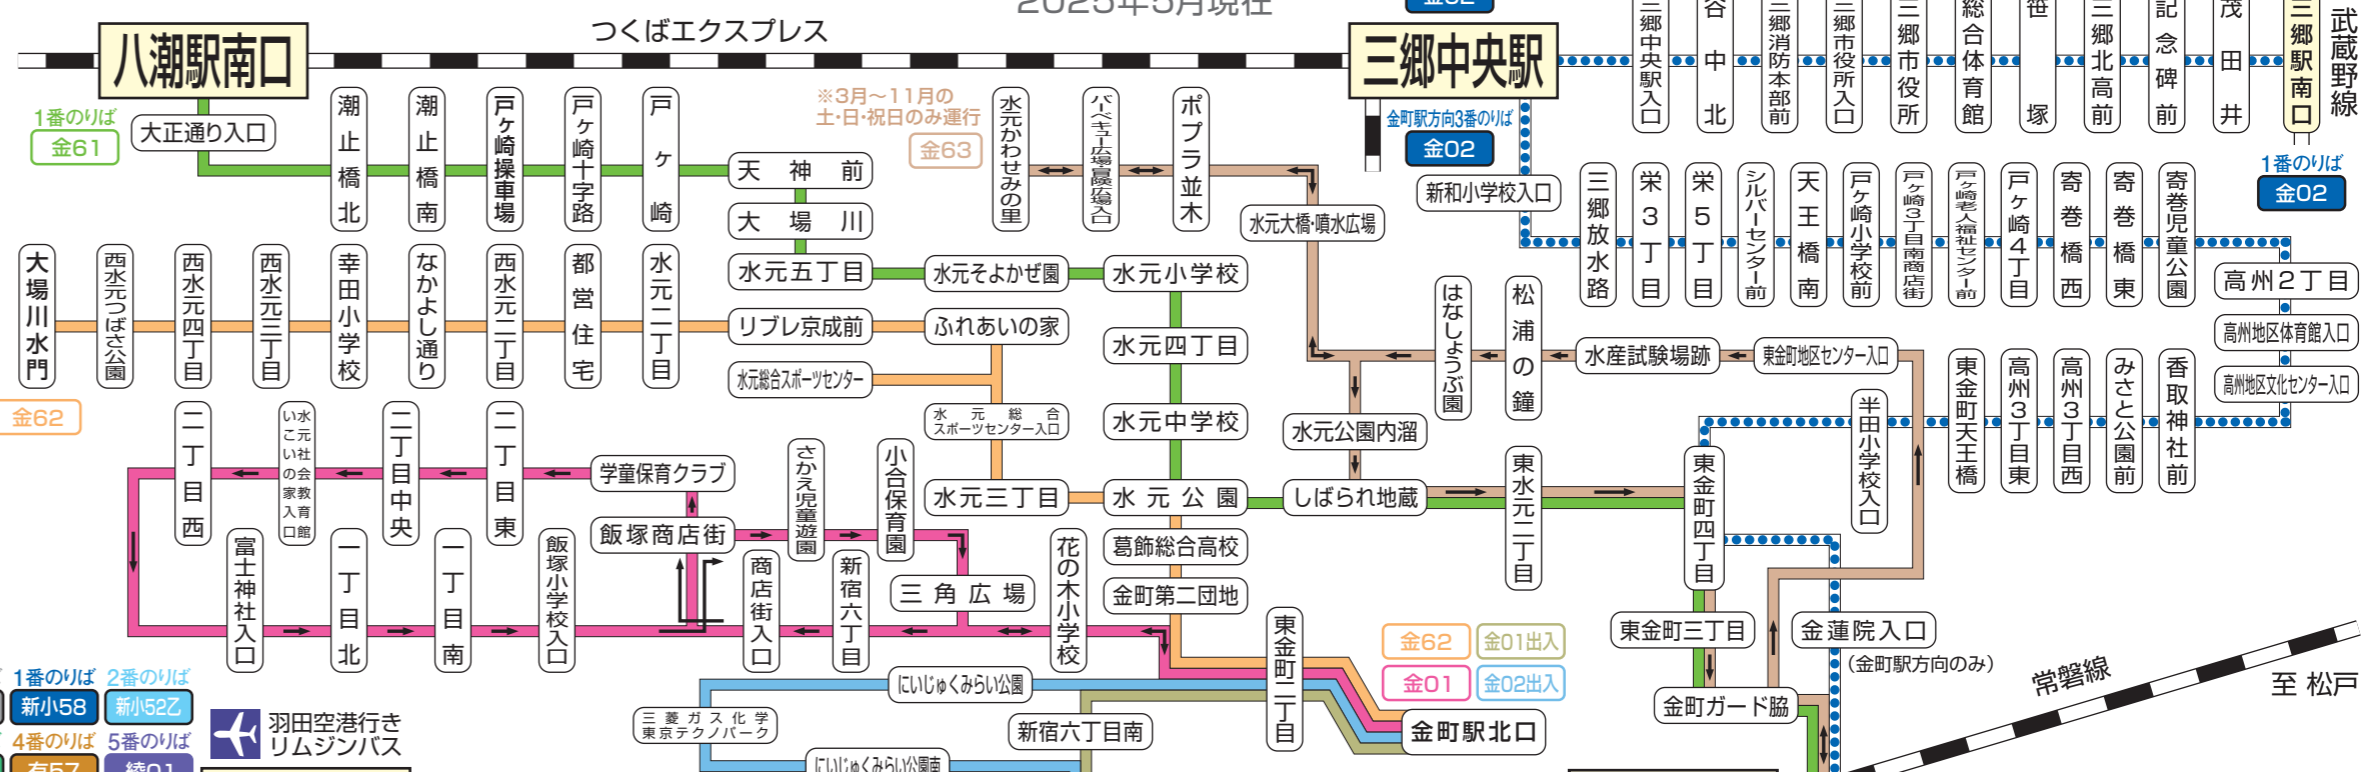 2025年5月現在
つくばエクスプレス
八潮駅南口
三郷中央駅
三郷中央駅入口
谷中北
三郷消防本部前
三郷市役所入口
三郷市役所
総合体育館
笹塚
三郷北高前
記念碑前
茂田井
三郷駅南口
武蔵野線
1番のりば
金02
1番のりば
金61
大正通り入口
潮止橋北
潮止橋南
戸ヶ崎操車場
戸ヶ崎十字路
戸ヶ崎
天神前
大場川
水元五丁目
水元そよかぜ園
水元小学校
水元四丁目
水元中学校
水元公園
※3月〜11月の
土・日・祝日のみ運行
金63
水元かわせみの里
バーベキュー広場冒険広場入口
ポプラ並木
水元大橋・噴水広場
金町駅方向3番のりば
金02
新和小学校入口
三郷放水路
栄3丁目
栄5丁目
シルバーセンター前
天王橋南
戸ヶ崎小学校前
戸ヶ崎3丁目南商店街
戸ヶ崎老人福祉センター前
戸ヶ崎4丁目
寄巻橋西
寄巻橋東
寄巻児童公園
高州2丁目
高州地区体育館入口
高州地区文化センター入口
香取神社前
みさと公園前
高州3丁目西
高州3丁目東
東金町天王橋
半田小学校入口
大場川水門
西水元つばさ公園
西水元四丁目
西水元三丁目
幸田小学校
なかよし通り
西水元二丁目
都営住宅
水元二丁目
リブレ京成前
ふれあいの家
水元総合スポーツセンター
水元総合
スポーツセンター入口
水元三丁目
金62
はなしょうぶ園
松浦の鐘
水産試験場跡
東金町地区センター入口
水元公園内溜
しばられ地蔵
東水元二丁目
東金町四丁目
東金町三丁目
金蓮院入口
(金町駅方向のみ)
金町ガード脇
葛飾総合高校
金町第二団地
二丁目西
水元社会教育館
いこいの家入口
二丁目中央
二丁目東
学童保育クラブ
飯塚商店街
さかえ児童遊園
小合保育園
三角広場
富士神社入口
一丁目北
一丁目南
飯塚小学校入口
商店街入口
新宿六丁目
花の木小学校
東金町二丁目
金62
金01出入
金01
金02出入
金町駅北口
にいじゅくみらい公園
三菱ガス化学
東京テクノパーク
新宿六丁目南
にいじゅくみらい公園南
1番のりば
新小58
2番のりば
新小52乙
4番のりば
5番のりば
羽田空港行き
リムジンバス
常磐線
至 松戸